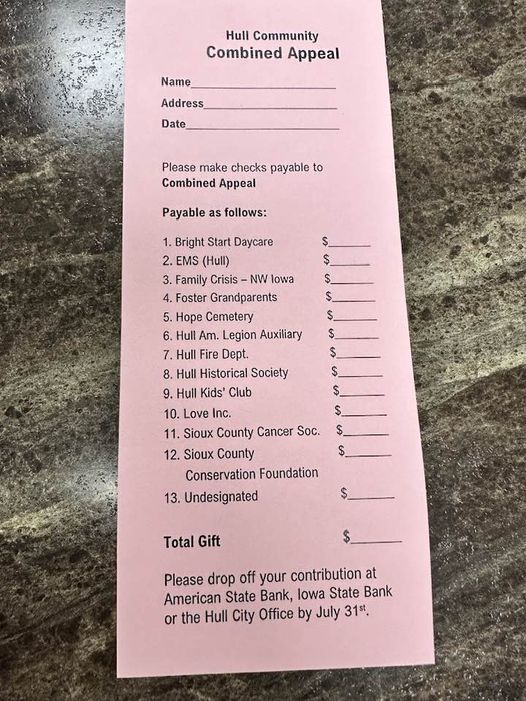 Hull Community
Combined Appeal
Name
Address
Date
Please make checks payable to
Combined Appeal
Payable as follows:
1. Bright Start Daycare $
2. EMS (Hull) $
3. Family Crisis – NW Iowa $
4. Foster Grandparents $
5. Hope Cemetery $
6. Hull Am. Legion Auxiliary $
7. Hull Fire Dept. $
8. Hull Historical Society $
9. Hull Kids' Club $
10. Love Inc. $
11. Sioux County Cancer Soc. $
12. Sioux County $
Conservation Foundation
13. Undesignated $
Total Gift $
Please drop off your contribution at
American State Bank, Iowa State Bank
or the Hull City Office by July 31st.